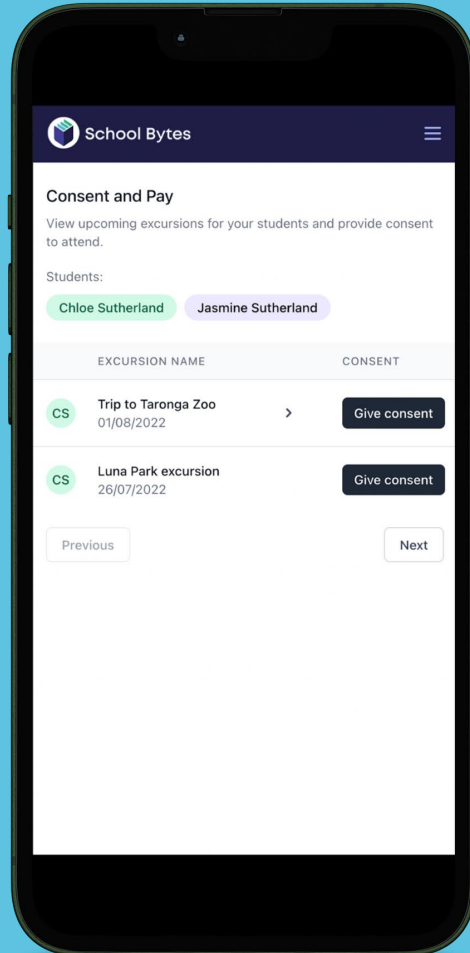 School Bytes
Consent and Pay
View upcoming excursions for your students and provide consent
to attend.
Students:
Chloe Sutherland Jasmine Sutherland
EXCURSION NAME CONSENT
CS Trip to Taronga Zoo > Give consent
01/08/2022
CS Luna Park excursion Give consent
26/07/2022
Previous Next